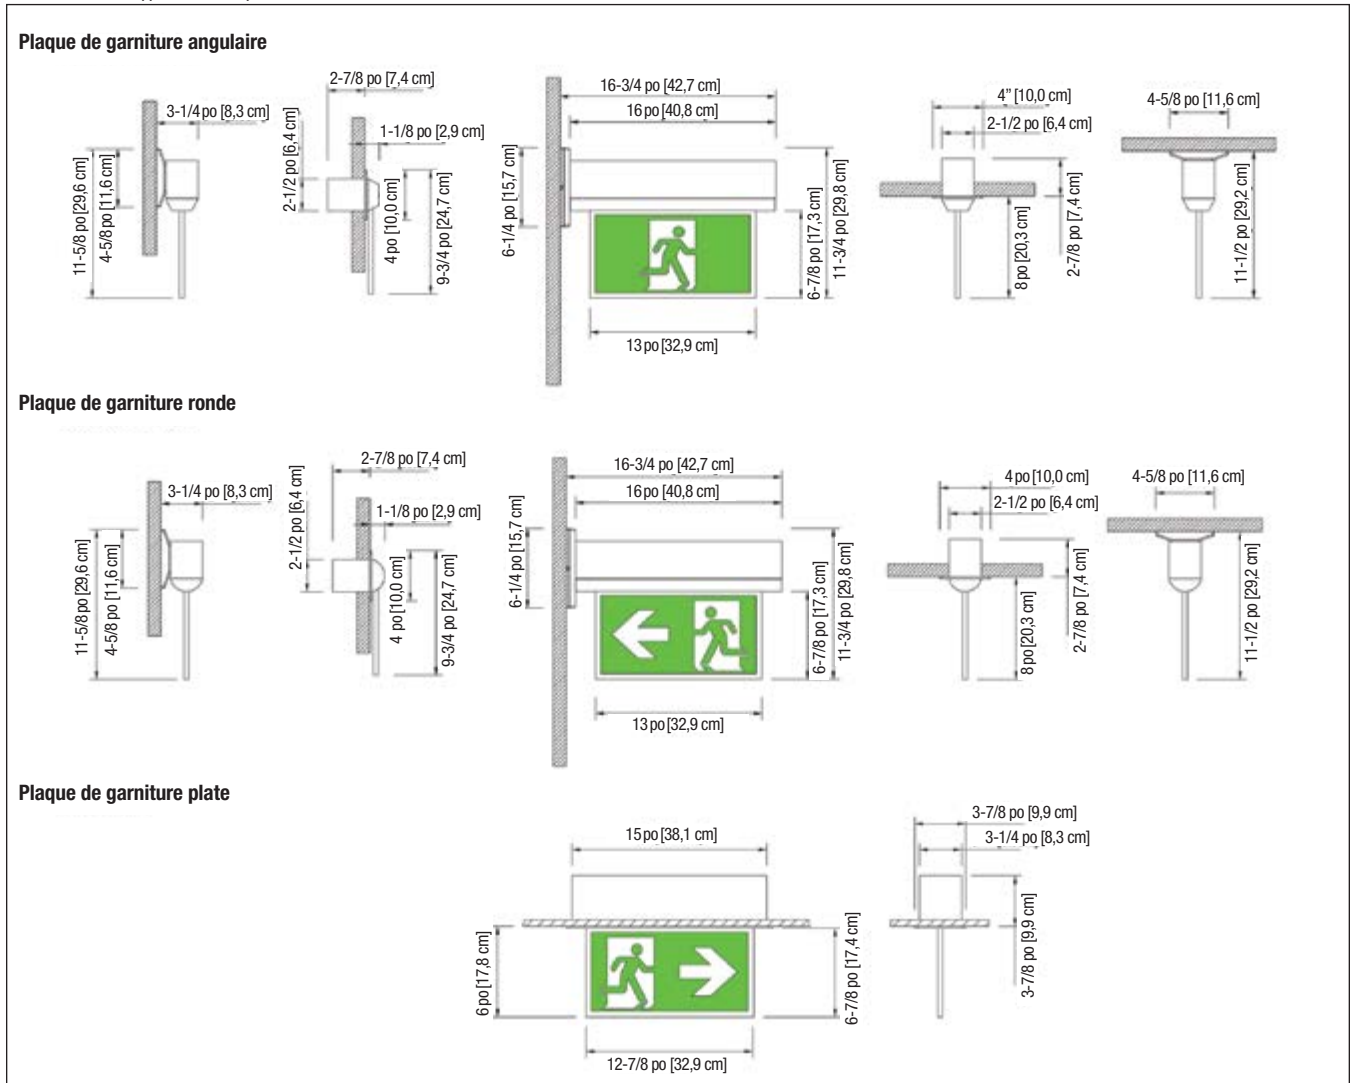 Plaque de garniture angulaire
3-1/4 po [8,3 cm]
11-5/8 po [29,6 cm]
4-5/8 po [11,6 cm]
2-7/8 po [7,4 cm]
1-1/8 po [2,9 cm]
2-1/2 po [6,4 cm]
4 po [10,0 cm]
9-3/4 po [24,7 cm]
16-3/4 po [42,7 cm]
16 po [40,8 cm]
6-1/4 po [15,7 cm]
6-7/8 po [17,3 cm]
11-3/4 po [29,8 cm]
13 po [32,9 cm]
4” [10,0 cm]
2-1/2 po [6,4 cm]
8 po [20,3 cm]
2-7/8 po [7,4 cm]
4-5/8 po [11,6 cm]
11-1/2 po [29,2 cm]
Plaque de garniture ronde
3-1/4 po [8,3 cm]
11-5/8 po [29,6 cm]
4-5/8 po [11,6 cm]
2-7/8 po [7,4 cm]
1-1/8 po [2,9 cm]
2-1/2 po [6,4 cm]
4 po [10,0 cm]
9-3/4 po [24,7 cm]
16-3/4 po [42,7 cm]
16 po [40,8 cm]
6-1/4 po [15,7 cm]
6-7/8 po [17,3 cm]
11-3/4 po [29,8 cm]
13 po [32,9 cm]
4 po [10,0 cm]
2-1/2 po [6,4 cm]
8 po [20,3 cm]
2-7/8 po [7,4 cm]
4-5/8 po [11,6 cm]
11-1/2 po [29,2 cm]
Plaque de garniture plate
15 po [38,1 cm]
6 po [17,8 cm]
6-7/8 po [17,4 cm]
12-7/8 po [32,9 cm]
3-7/8 po [9,9 cm]
3-1/4 po [8,3 cm]
3-7/8 po [9,9 cm]